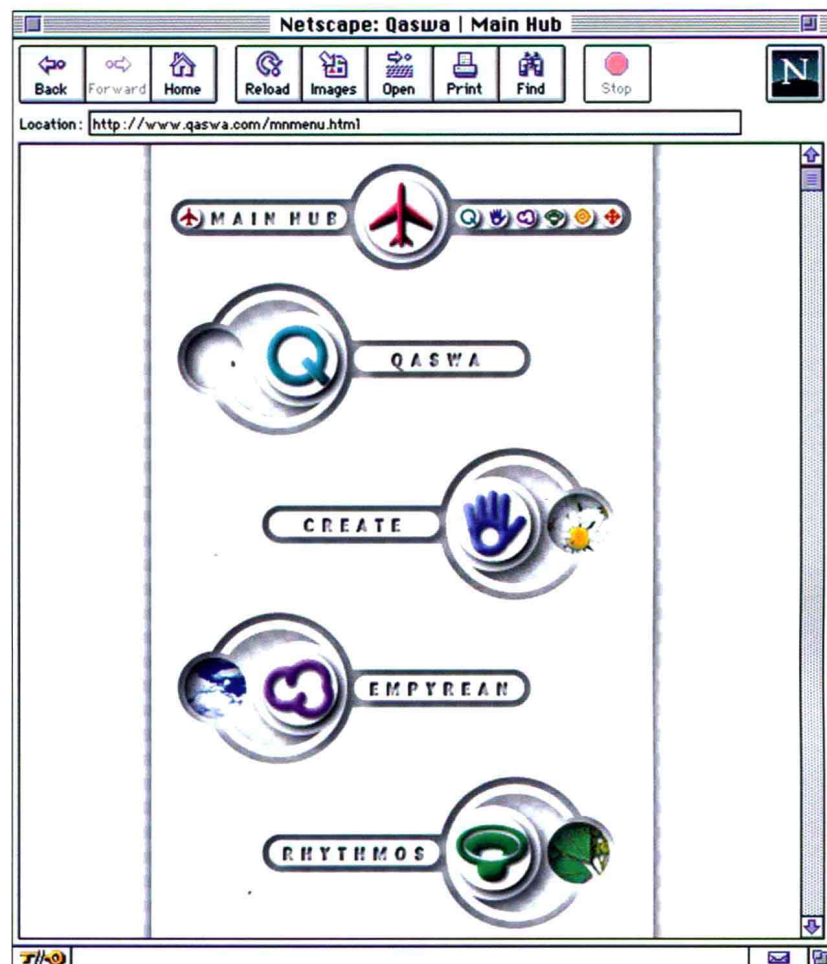 Netscape: Qaswa | Main Hub
Back Forward Home Reload Images Open Print Find Stop N
Location: http://www.qaswa.com/mnmenu.html
MAIN HUB
QASWA
CREATE
EMPYREAN
RHYTHMOS